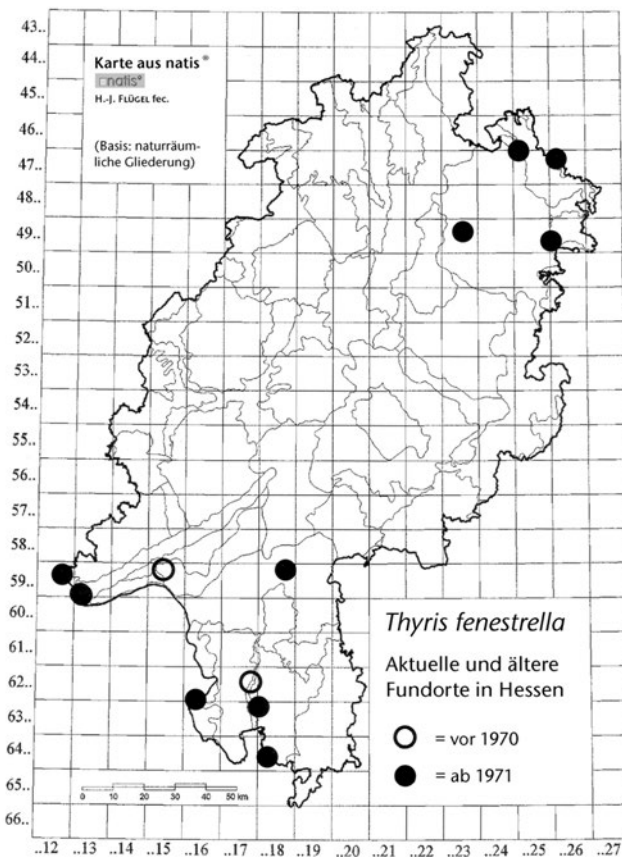 43..
44..
45..
46..
47..
48..
49..
50..
51..
52..
53..
54..
55..
56..
57..
58..
59..
60..
61..
62..
63..
64..
65..
66..
Karte aus natis®
natis®
H.-J. FLÜGEL fec.
(Basis: naturräum-
liche Gliederung)
Thyris fenestrella
Aktuelle und ältere
Fundorte in Hessen
= vor 1970
= ab 1971
0 10 20 30 40 50 km
..12 ..13 ..14 ..15 ..16 ..17 ..18 ..19 ..20 ..21 ..22 ..23 ..24 ..25 ..26 ..27